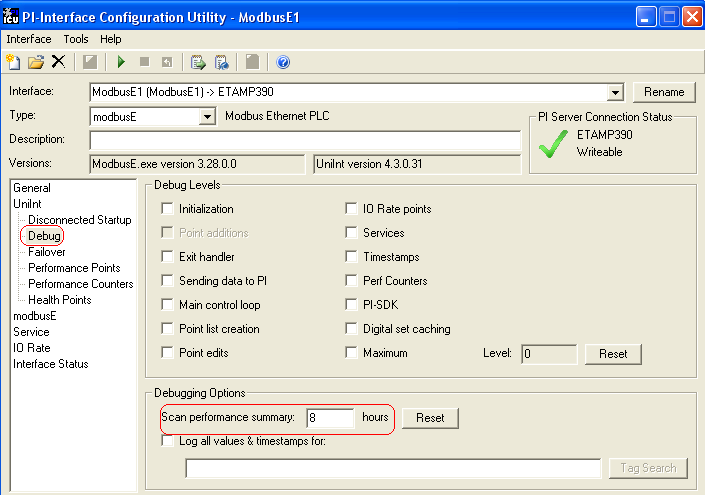 PI-Interface Configuration Utility - ModbusE1
Interface Tools Help
Interface: ModbusE1 (ModbusE1) -> ETAMP390 Rename
Type: modbusE Modbus Ethernet PLC
Description:
Versions: ModbusE.exe version 3.28.0.0 UniInt version 4.3.0.31
PI Server Connection Status
ETAMP390
Writeable
General
UniInt
Disconnected Startup
Debug
Failover
Performance Points
Performance Counters
Health Points
modbusE
Service
IO Rate
Interface Status
Debug Levels
Initialization IO Rate points
Point additions Services
Exit handler Timestamps
Sending data to PI Perf Counters
Main control loop PI-SDK
Point list creation Digital set caching
Point edits Maximum Level: 0 Reset
Debugging Options
Scan performance summary: 8 hours Reset
Log all values & timestamps for:
Tag Search